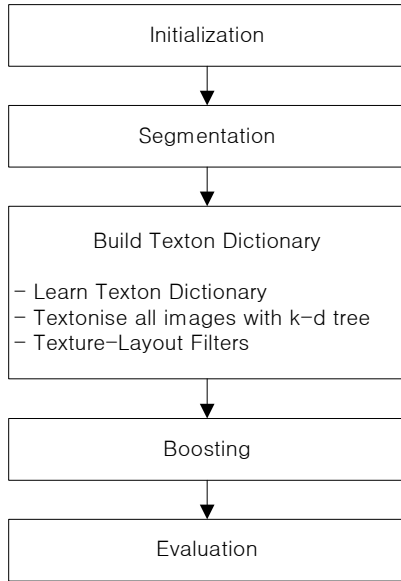 Initialization
Segmentation
Build Texton Dictionary
- Learn Texton Dictionary
- Textonise all images with k-d tree
- Texture-Layout Filters
Boosting
Evaluation